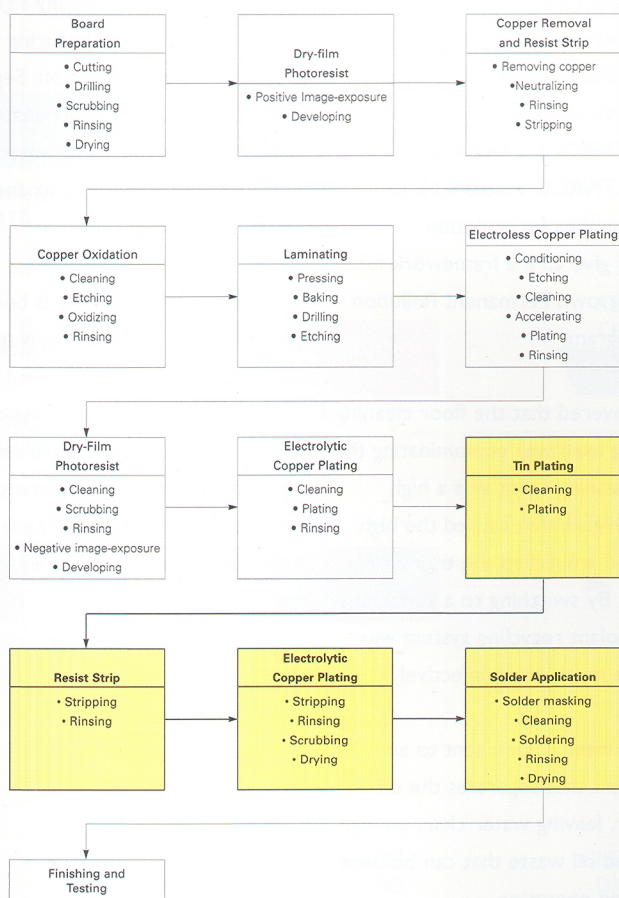 Board
Preparation
• Cutting
• Drilling
• Scrubbing
• Rinsing
• Drying
Dry-film
Photoresist
• Positive Image-exposure
• Developing
Copper Removal
and Resist Strip
• Removing copper
•Neutralizing
• Rinsing
• Stripping
Copper Oxidation
• Cleaning
• Etching
• Oxidizing
• Rinsing
Laminating
• Pressing
• Baking
• Drilling
• Etching
Electroless Copper Plating
• Conditioning
• Etching
• Cleaning
• Accelerating
• Plating
• Rinsing
Dry-Film
Photoresist
• Cleaning
• Scrubbing
• Rinsing
• Negative image-exposure
• Developing
Electrolytic
Copper Plating
• Cleaning
• Plating
• Rinsing
Tin Plating
• Cleaning
• Plating
Resist Strip
• Stripping
• Rinsing
Electrolytic
Copper Plating
• Stripping
• Rinsing
• Scrubbing
• Drying
Solder Application
• Solder masking
• Cleaning
• Soldering
• Rinsing
• Drying
Finishing and
Testing